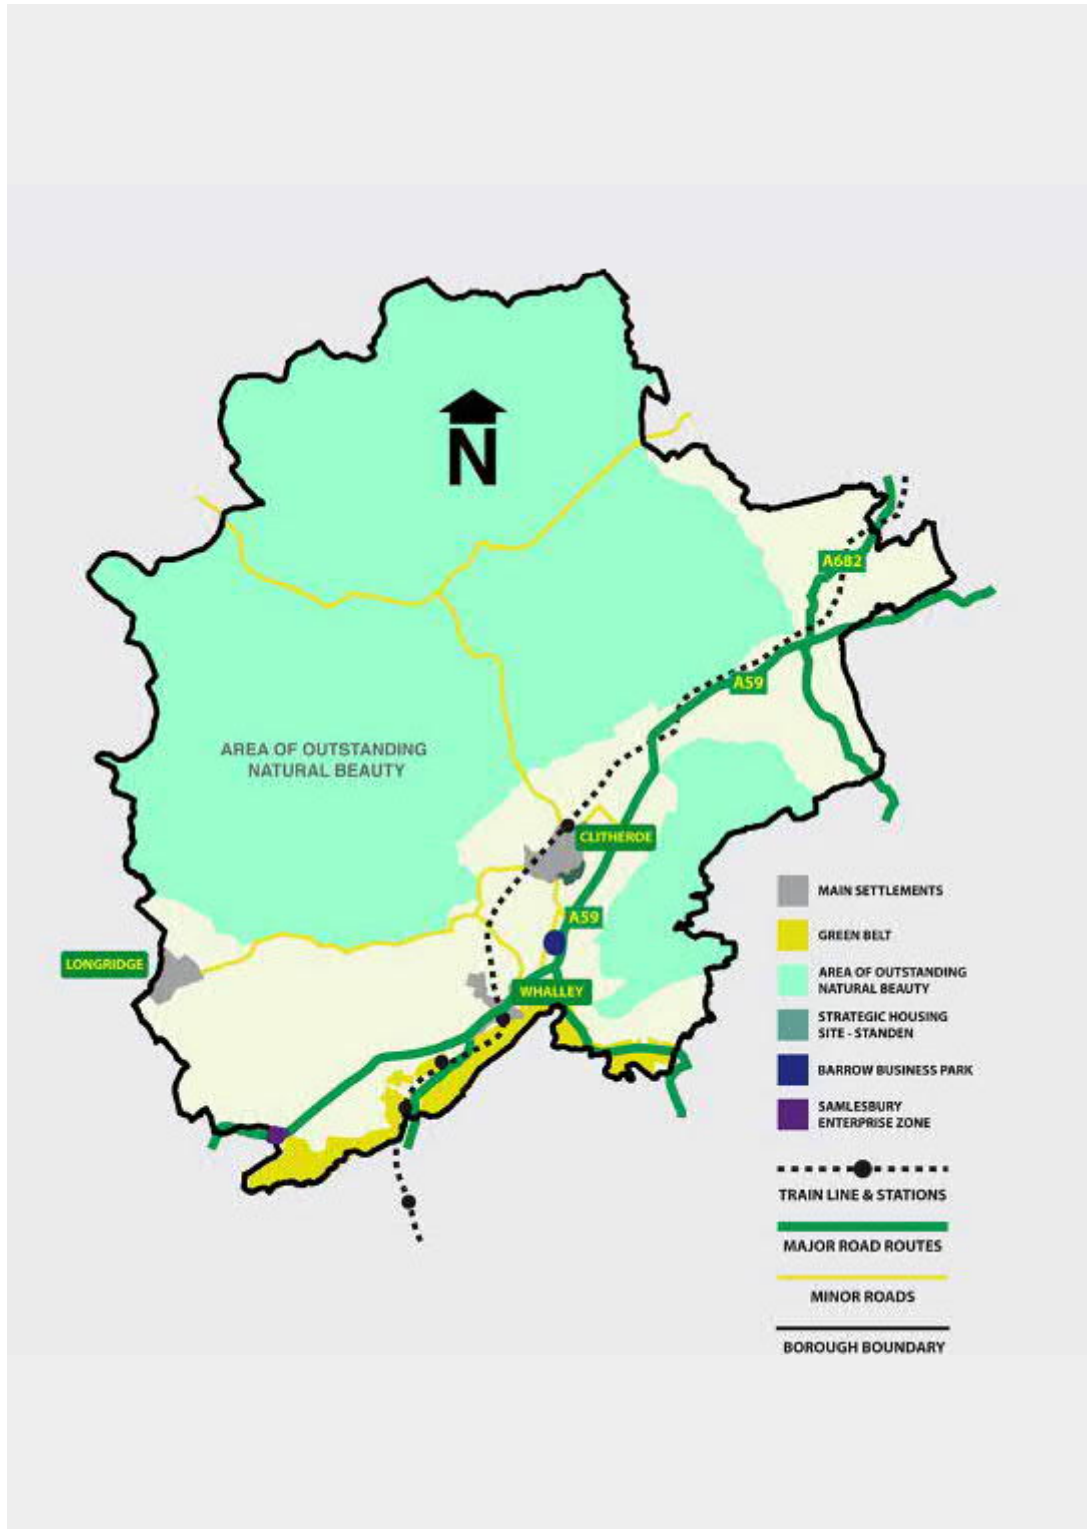 N
A682
A59
AREA OF OUTSTANDING
NATURAL BEAUTY
CLITHEROE
A59
LONGRIDGE
WHALLEY
MAIN SETTLEMENTS
GREEN BELT
AREA OF OUTSTANDING
NATURAL BEAUTY
STRATEGIC HOUSING
SITE - STANDEN
BARROW BUSINESS PARK
SAMLESBURY
ENTERPRISE ZONE
TRAIN LINE & STATIONS
MAJOR ROAD ROUTES
MINOR ROADS
BOROUGH BOUNDARY